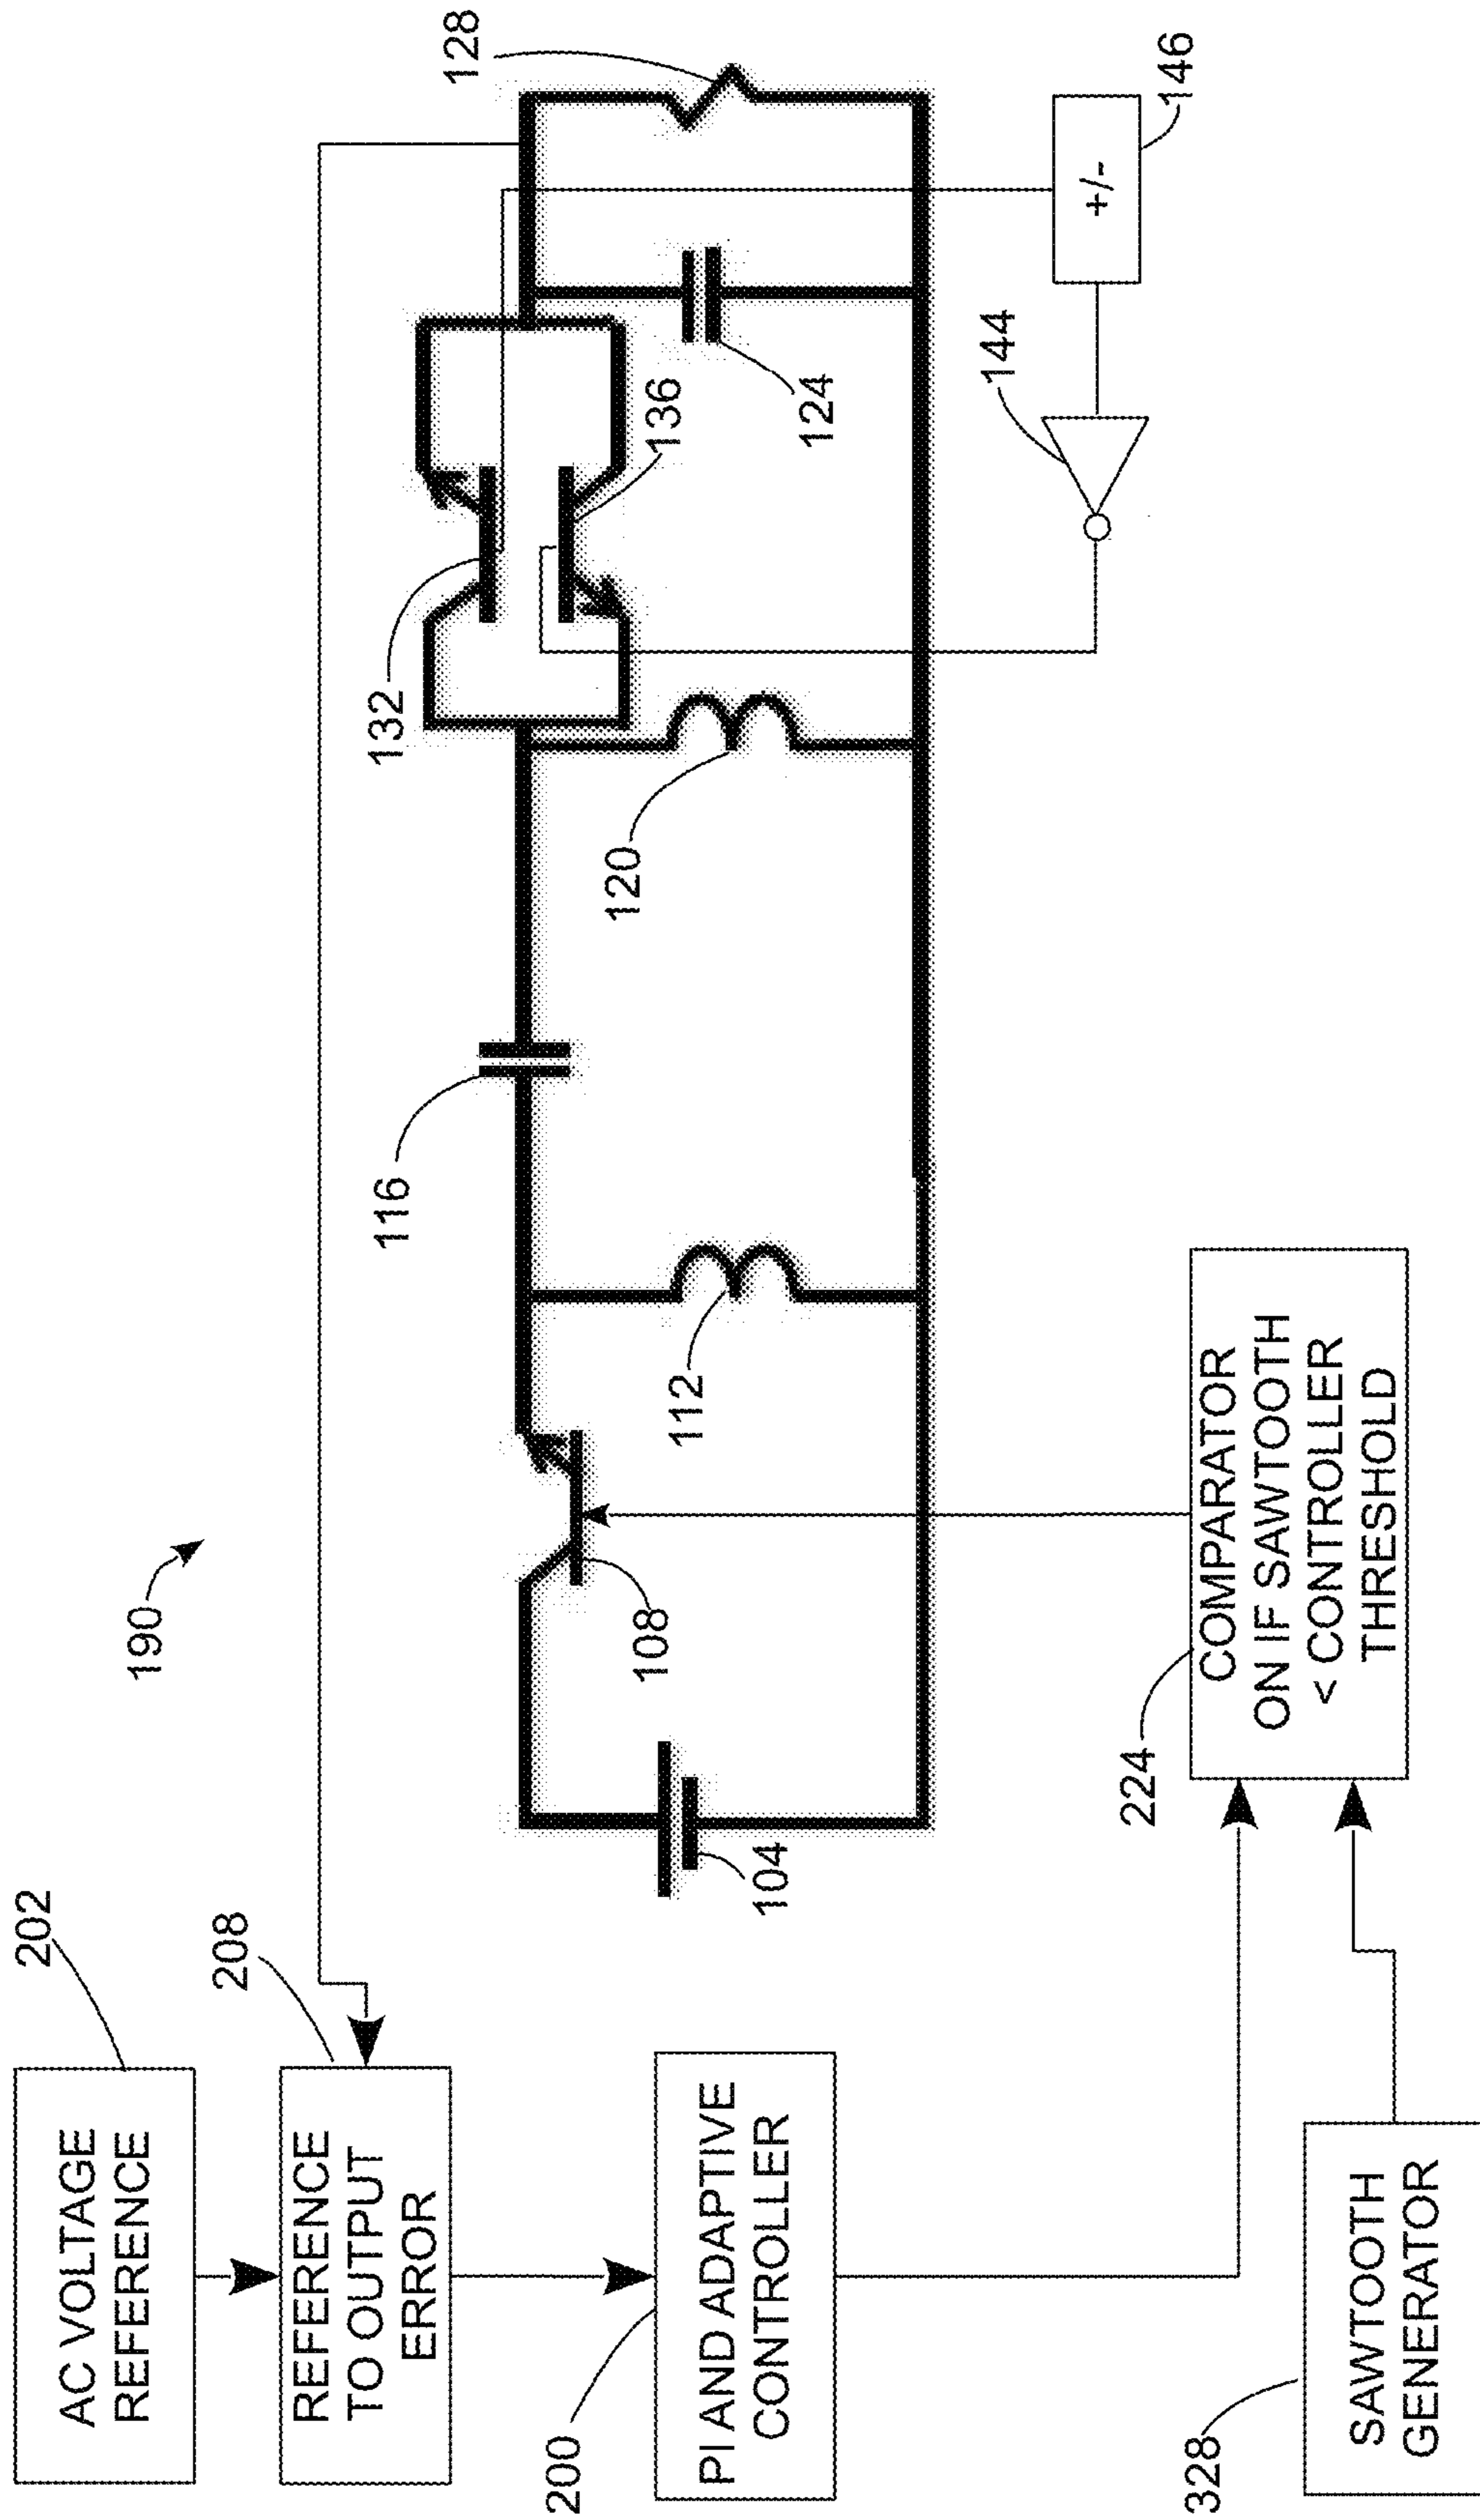 190
202
AC VOLTAGE
REFERENCE
208
REFERENCE
TO OUTPUT
ERROR
200
PI AND ADAPTIVE
CONTROLLER
328
SAWTOOTH
GENERATOR
224
COMPARATOR
ON IF SAWTOOTH
< CONTROLLER
THRESHOLD
104
108
112
116
120
132
136
124
128
144
+/-
146